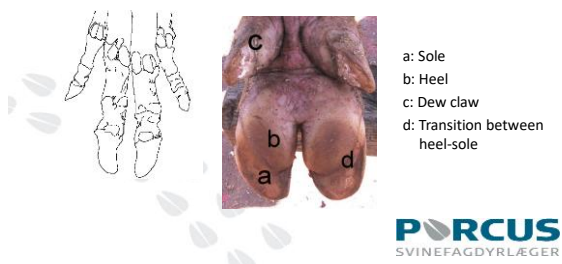 c
b
a
d
a: Sole
b: Heel
c: Dew claw
d: Transition between
heel-sole
PORCUS
SVINEFAGDYRLÆGER